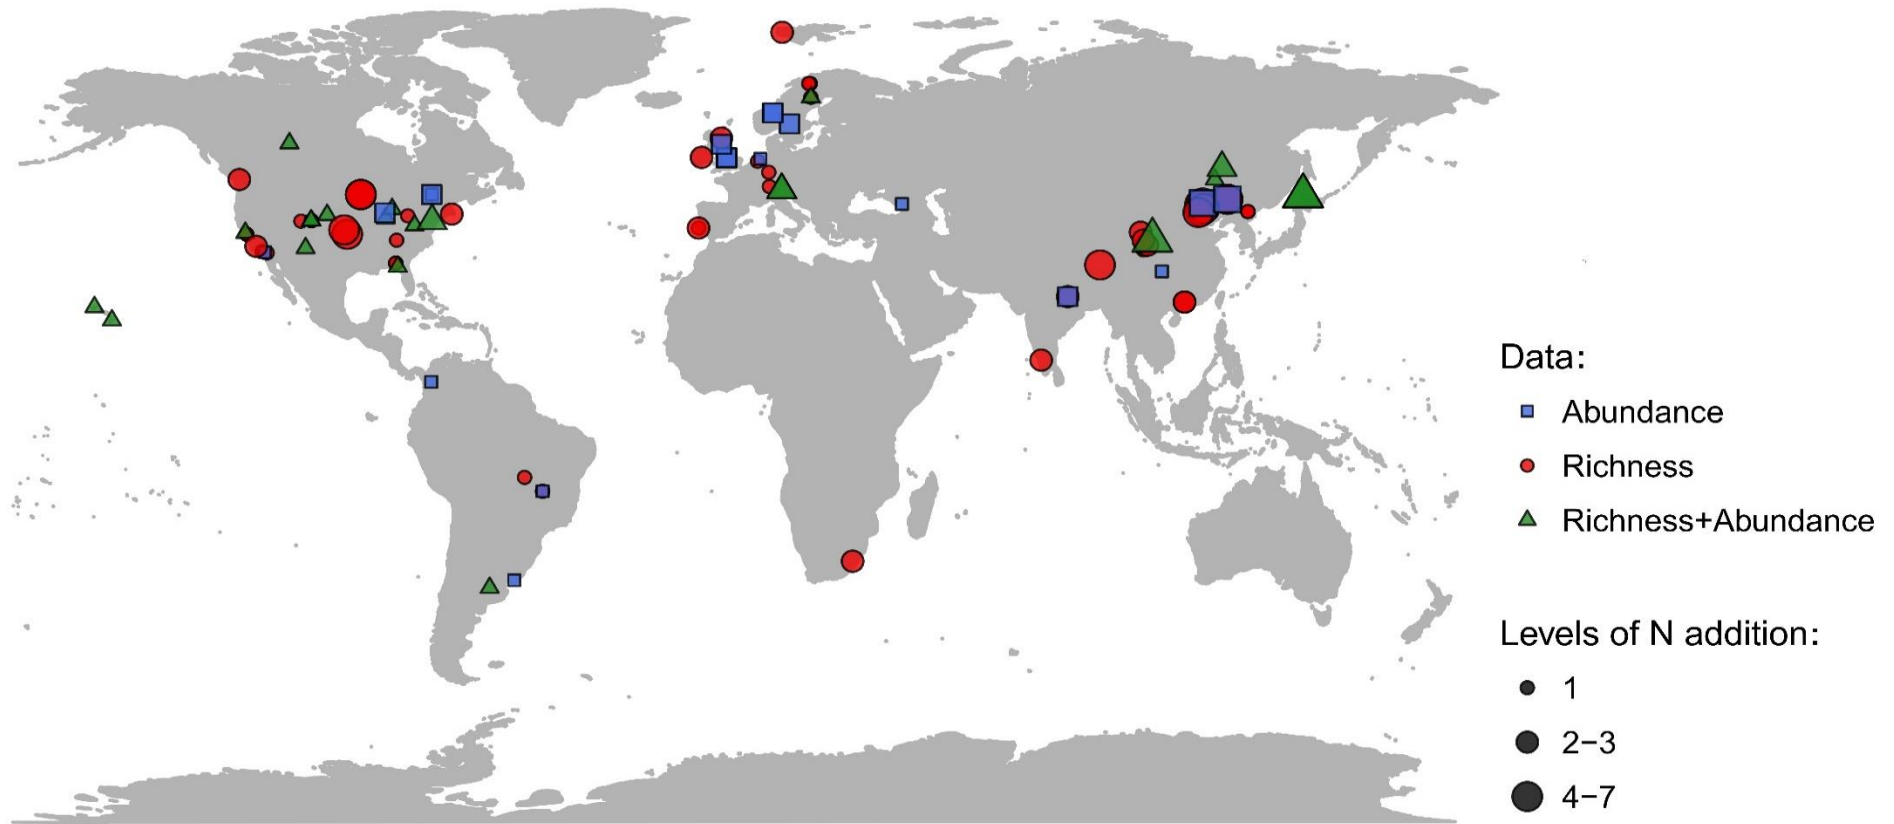 Data:
Abundance
Richness
Richness+Abundance
Levels of N addition:
1
2−3
4−7